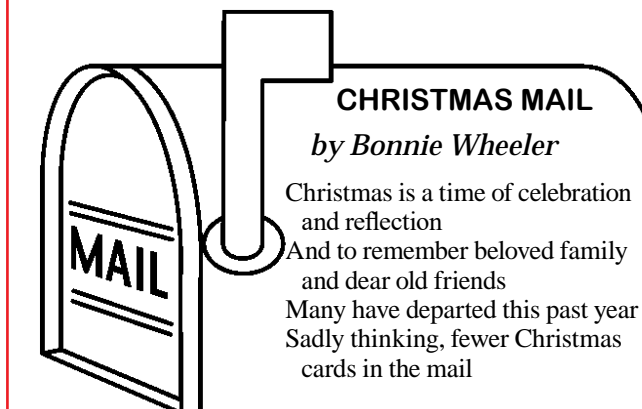 CHRISTMAS MAIL
by Bonnie Wheeler
Christmas is a time of celebration
and reflection
And to remember beloved family
and dear old friends
Many have departed this past year
Sadly thinking, fewer Christmas
cards in the mail
MAIL